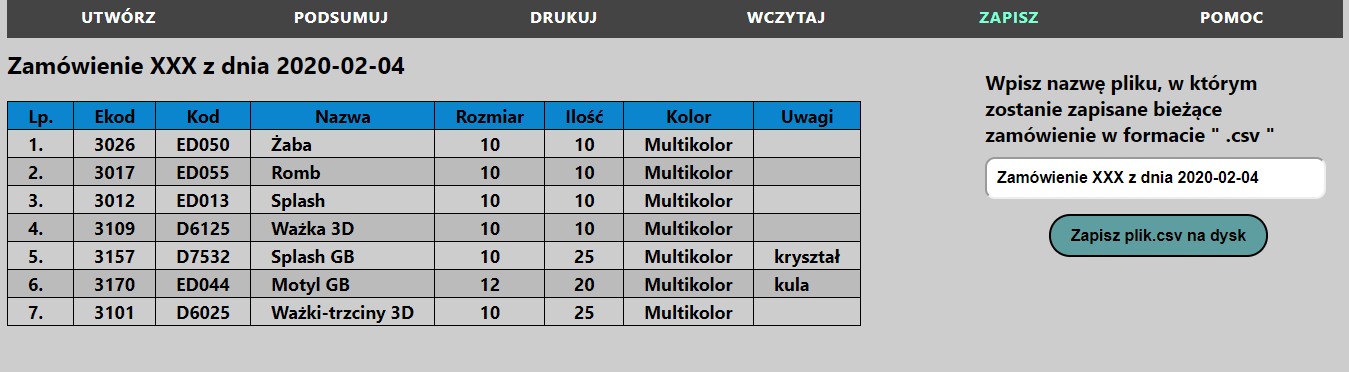 UTWÓRZ PODSUMUJ DRUKUJ WCZYTAJ ZAPISZ POMOC
Zamówienie XXX z dnia 2020-02-04
Lp. Ekod Kod Nazwa Rozmiar Ilość Kolor Uwagi
1. 3026 ED050 Żaba 10 10 Multikolor
2. 3017 ED055 Romb 10 10 Multikolor
3. 3012 ED013 Splash 10 10 Multikolor
4. 3109 D6125 Ważka 3D 10 10 Multikolor
5. 3157 D7532 Splash GB 10 25 Multikolor kryształ
6. 3170 ED044 Motyl GB 12 20 Multikolor kula
7. 3101 D6025 Ważki-trzciny 3D 10 25 Multikolor
Wpisz nazwę pliku, w którym
zostanie zapisane bieżące
zamówienie w formacie " .csv "
Zamówienie XXX z dnia 2020-02-04
Zapisz plik.csv na dysk